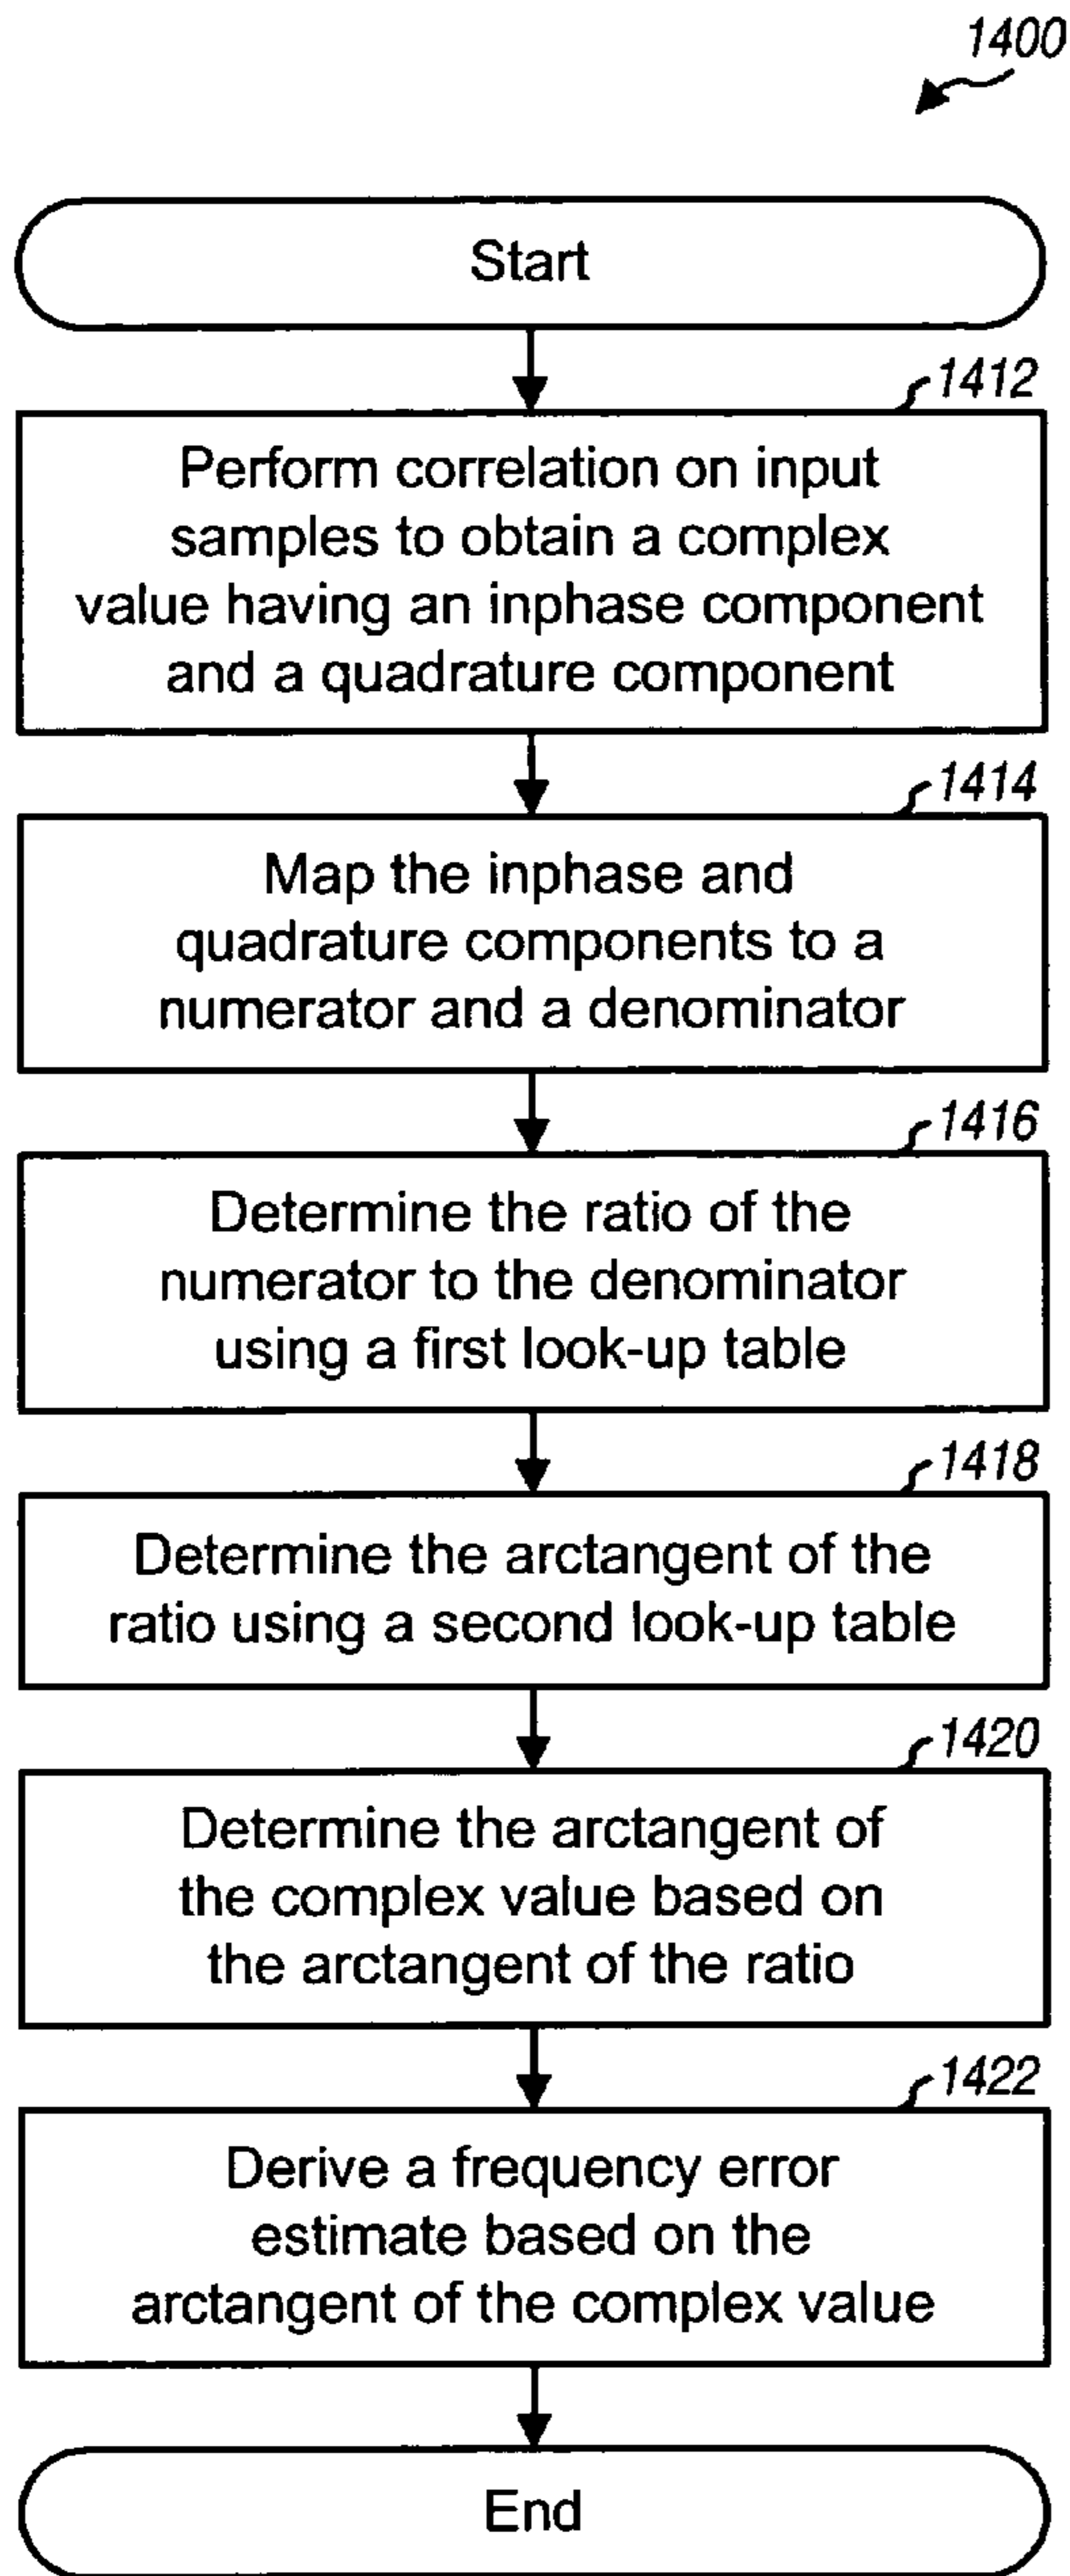 1400
Start
1412
Perform correlation on input
samples to obtain a complex
value having an inphase component
and a quadrature component
1414
Map the inphase and
quadrature components to a
numerator and a denominator
1416
Determine the ratio of the
numerator to the denominator
using a first look-up table
1418
Determine the arctangent of the
ratio using a second look-up table
1420
Determine the arctangent of
the complex value based on
the arctangent of the ratio
1422
Derive a frequency error
estimate based on the
arctangent of the complex value
End